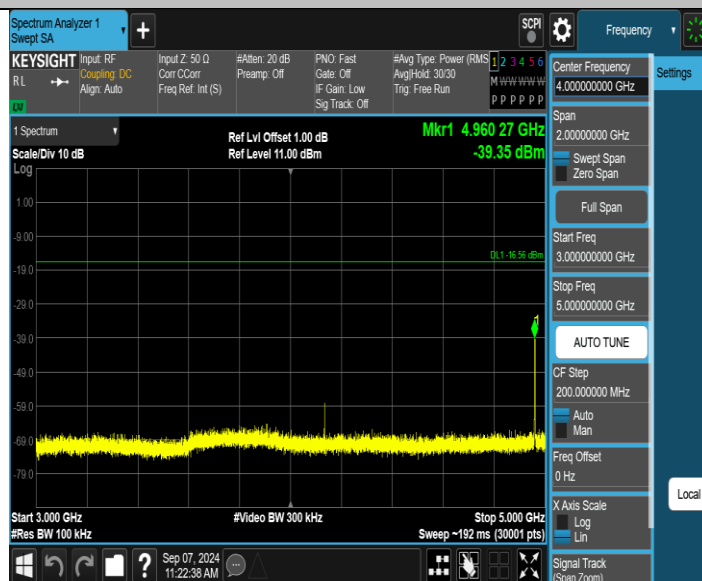 Spectrum Analyzer 1
Swept SA
SCPI
Frequency
Settings
KEYSIGHT
RL
LXI
Input: RF
Coupling: DC
Align: Auto
Input Z: 50 Ω
Corr CCorr
Freq Ref: Int (S)
#Atten: 20 dB
Preamp: Off
PNO: Fast
Gate: Off
IF Gain: Low
Sig Track: Off
#Avg Type: Power (RMS
Avg|Hold: 30/30
Trig: Free Run
1 2 3 4 5 6
M W W W W W
P P P P P P
1 Spectrum
Scale/Div 10 dB
Log
Ref Lvl Offset 1.00 dB
Ref Level 11.00 dBm
Mkr1 4.960 27 GHz
-39.35 dBm
1.00
-9.00
-19.0
-29.0
-39.0
-49.0
-59.0
-69.0
-79.0
DL1 -16.56 dBm
1
Start 3.000 GHz
#Res BW 100 kHz
#Video BW 300 kHz
Stop 5.000 GHz
Sweep ~192 ms (30001 pts)
Center Frequency
4.00000000 GHz
Span
2.00000000 GHz
Swept Span
Zero Span
Full Span
Start Freq
3.000000000 GHz
Stop Freq
5.000000000 GHz
AUTO TUNE
CF Step
200.000000 MHz
Auto
Man
Freq Offset
0 Hz
X Axis Scale
Log
Lin
Signal Track
(Span Zoom)
Local
?
Sep 07, 2024
11:22:38 AM